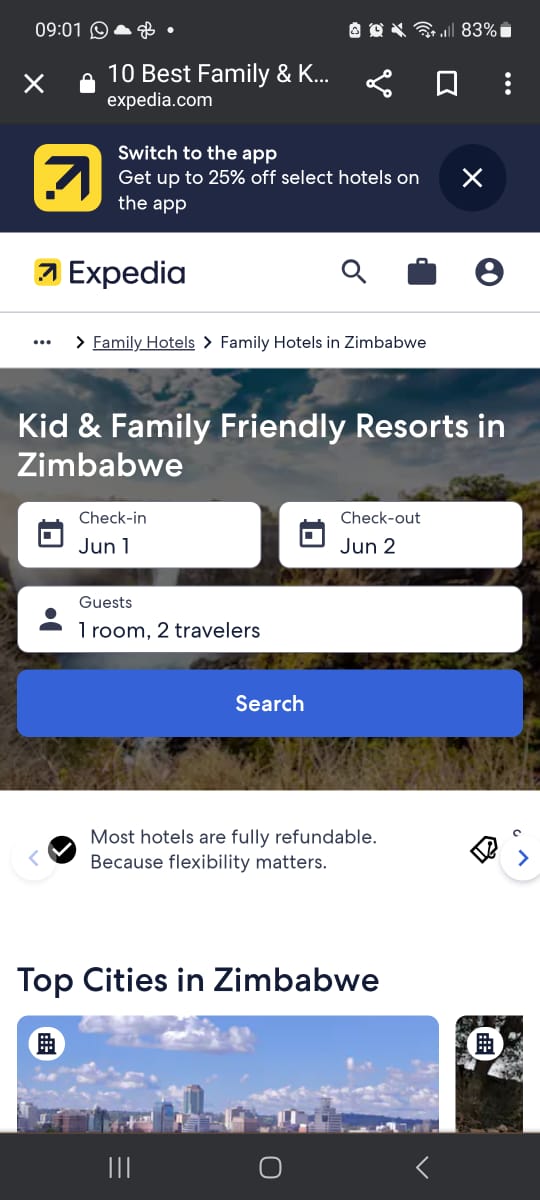 09:01
83%
10 Best Family & K...
expedia.com
Switch to the app
Get up to 25% off select hotels on
the app
Expedia
... > Family Hotels > Family Hotels in Zimbabwe
Kid & Family Friendly Resorts in
Zimbabwe
Check-in
Jun 1
Check-out
Jun 2
Guests
1 room, 2 travelers
Search
Most hotels are fully refundable.
Because flexibility matters.
Top Cities in Zimbabwe